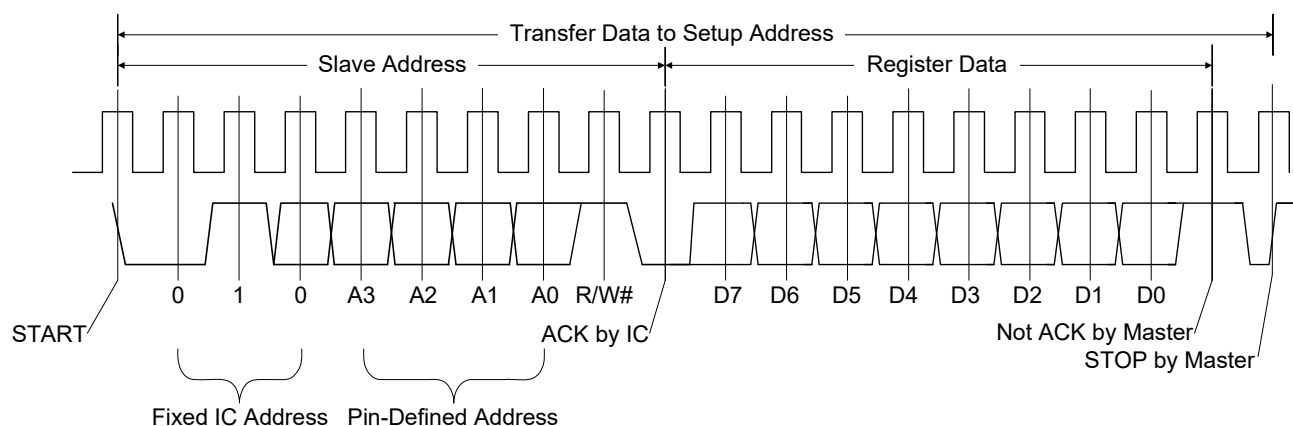 Transfer Data to Setup Address
Slave Address
Register Data
0 1 0 A3 A2 A1 A0 R/W# D7 D6 D5 D4 D3 D2 D1 D0
START
ACK by IC
Not ACK by Master
STOP by Master
Fixed IC Address
Pin-Defined Address